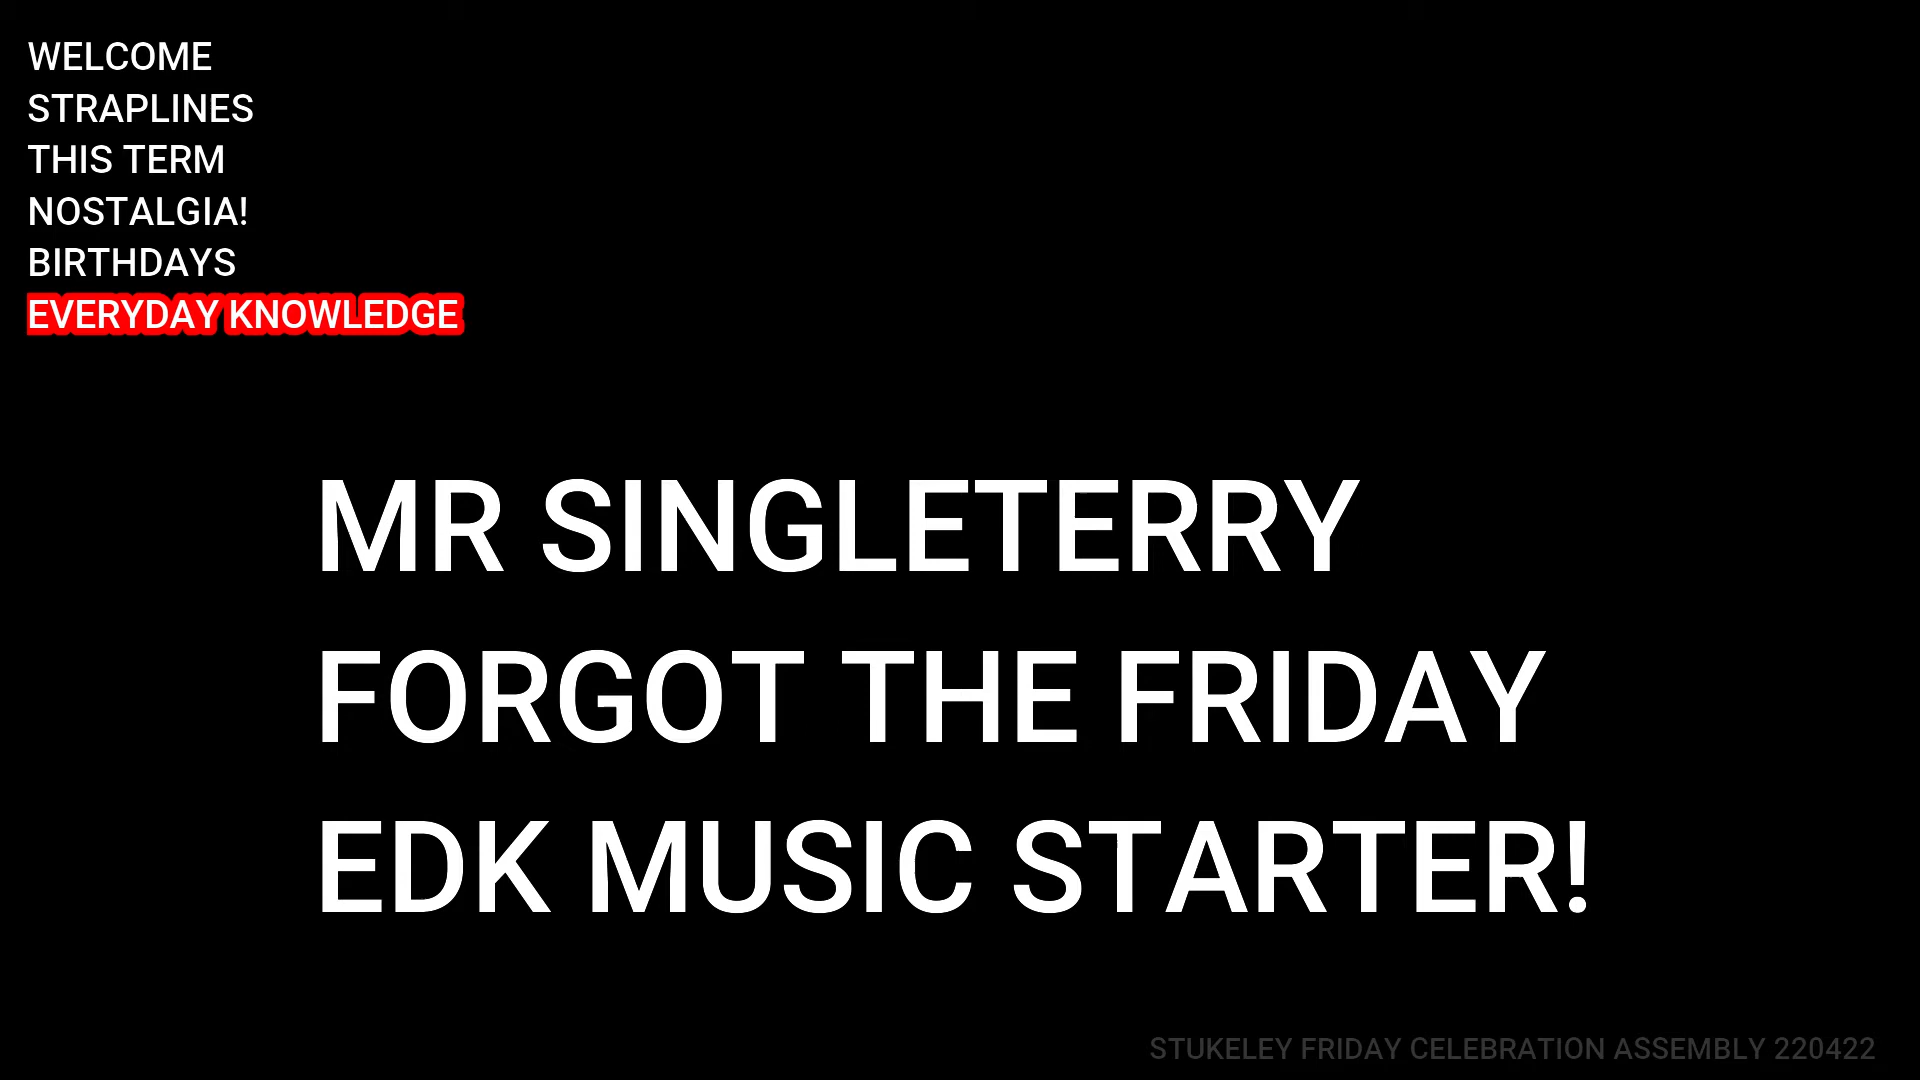 WELCOME
STRAPLINES
THIS TERM
NOSTALGIA!
BIRTHDAYS
EVERYDAY KNOWLEDGE
MR SINGLETERRY
FORGOT THE FRIDAY
EDK MUSIC STARTER!
STUKELEY FRIDAY CELEBRATION ASSEMBLY 220422